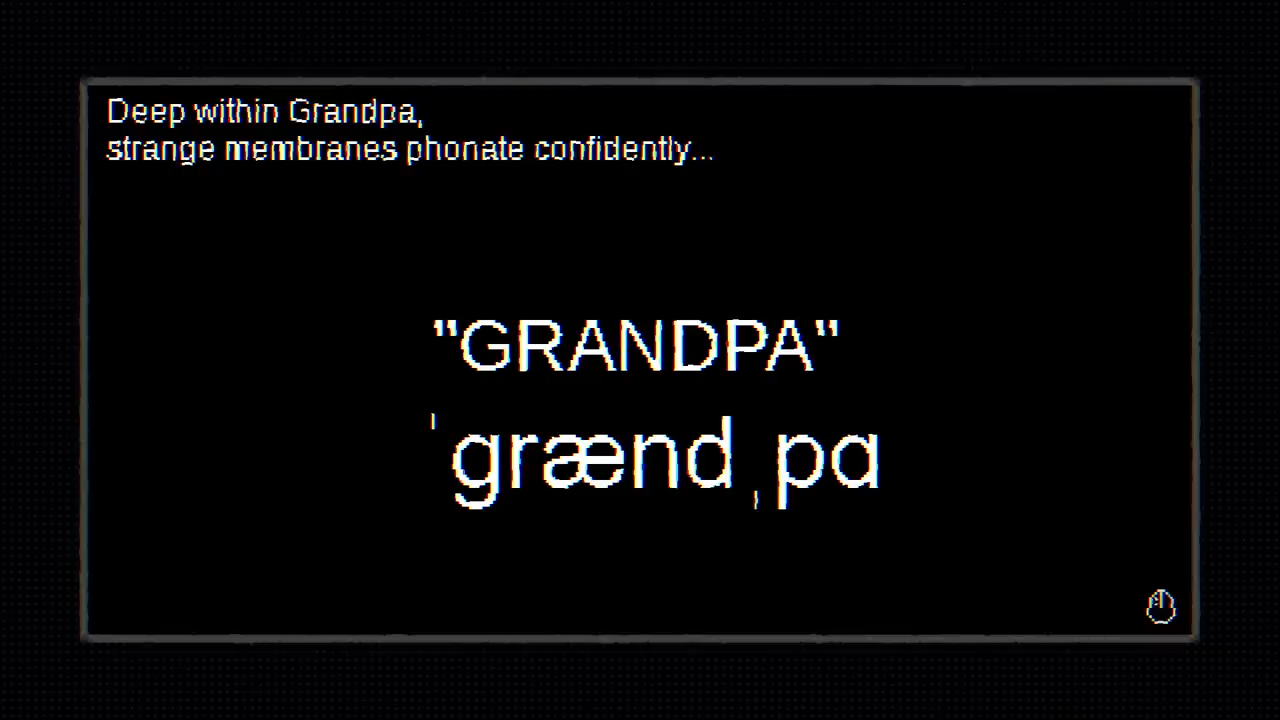 Deep within Grandpa,
strange membranes phonate confidently...
"GRANDPA"
ˈgrændˌpɑ